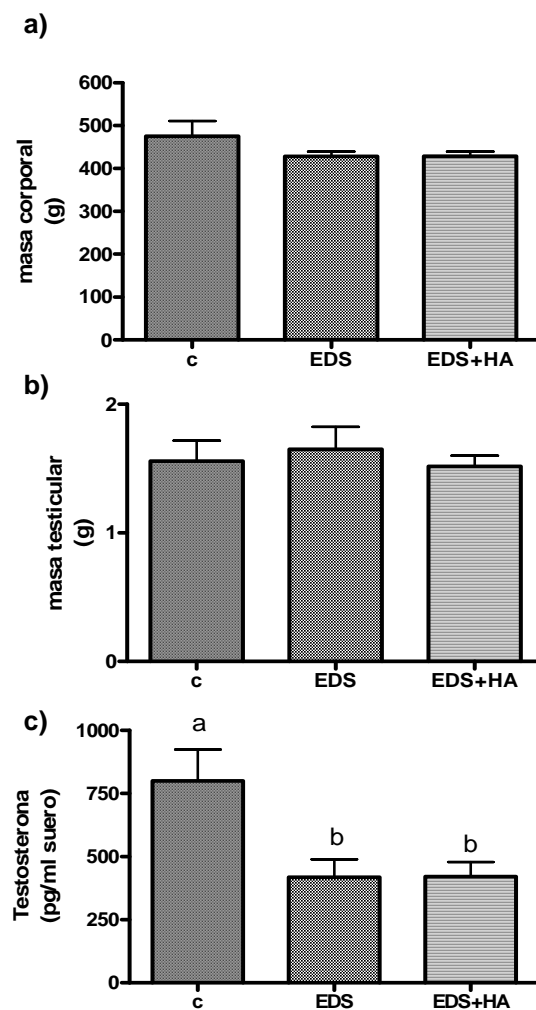 a)
masa corporal
(g)
600
500
400
300
200
100
0
c EDS EDS+HA
b)
masa testicular
(g)
2
1
0
c EDS EDS+HA
c)
Testosterona
(pg/ml suero)
1000
750
500
250
0
a
b b
c EDS EDS+HA